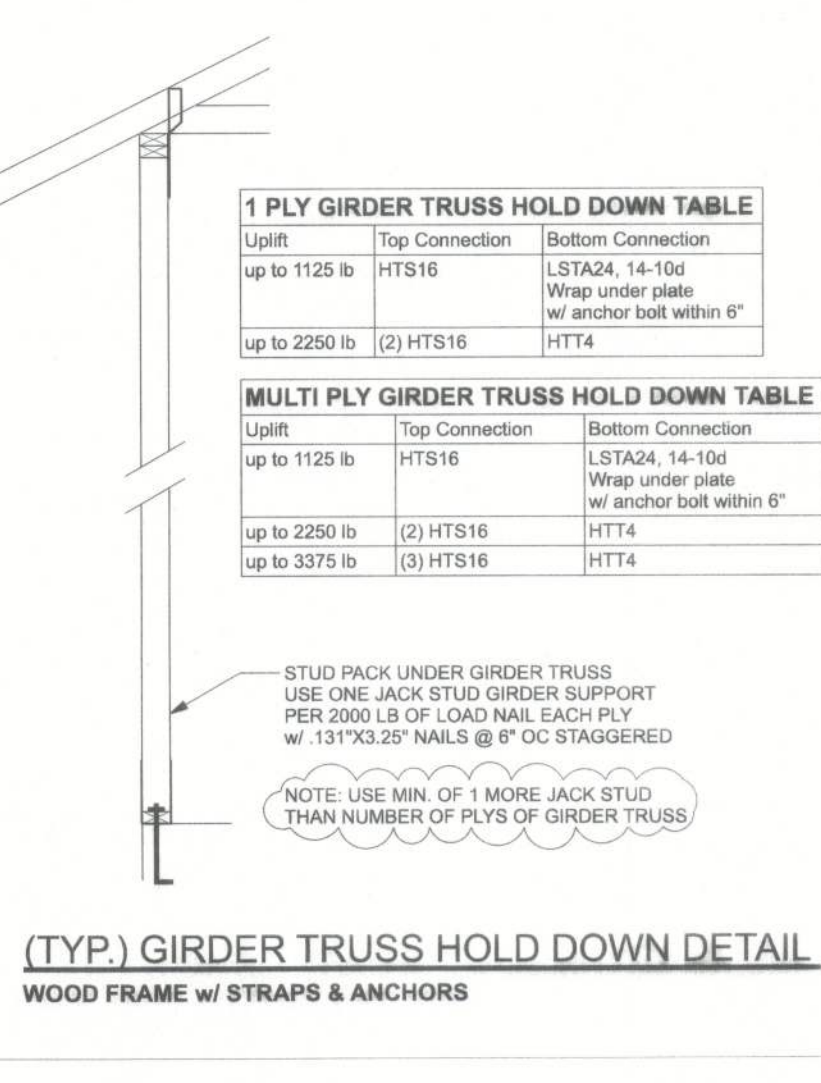 1 PLY GIRDER TRUSS HOLD DOWN TABLE
Uplift Top Connection Bottom Connection
up to 1125 lb HTS16 LSTA24, 14-10d
Wrap under plate
w/ anchor bolt within 6"
up to 2250 lb (2) HTS16 HTT4
MULTI PLY GIRDER TRUSS HOLD DOWN TABLE
Uplift Top Connection Bottom Connection
up to 1125 lb HTS16 LSTA24, 14-10d
Wrap under plate
w/ anchor bolt within 6"
up to 2250 lb (2) HTS16 HTT4
up to 3375 lb (3) HTS16 HTT4
STUD PACK UNDER GIRDER TRUSS
USE ONE JACK STUD GIRDER SUPPORT
PER 2000 LB OF LOAD NAIL EACH PLY
w/ .131"X3.25" NAILS @ 6" OC STAGGERED
NOTE: USE MIN. OF 1 MORE JACK STUD
THAN NUMBER OF PLYS OF GIRDER TRUSS
(TYP.) GIRDER TRUSS HOLD DOWN DETAIL
WOOD FRAME w/ STRAPS & ANCHORS